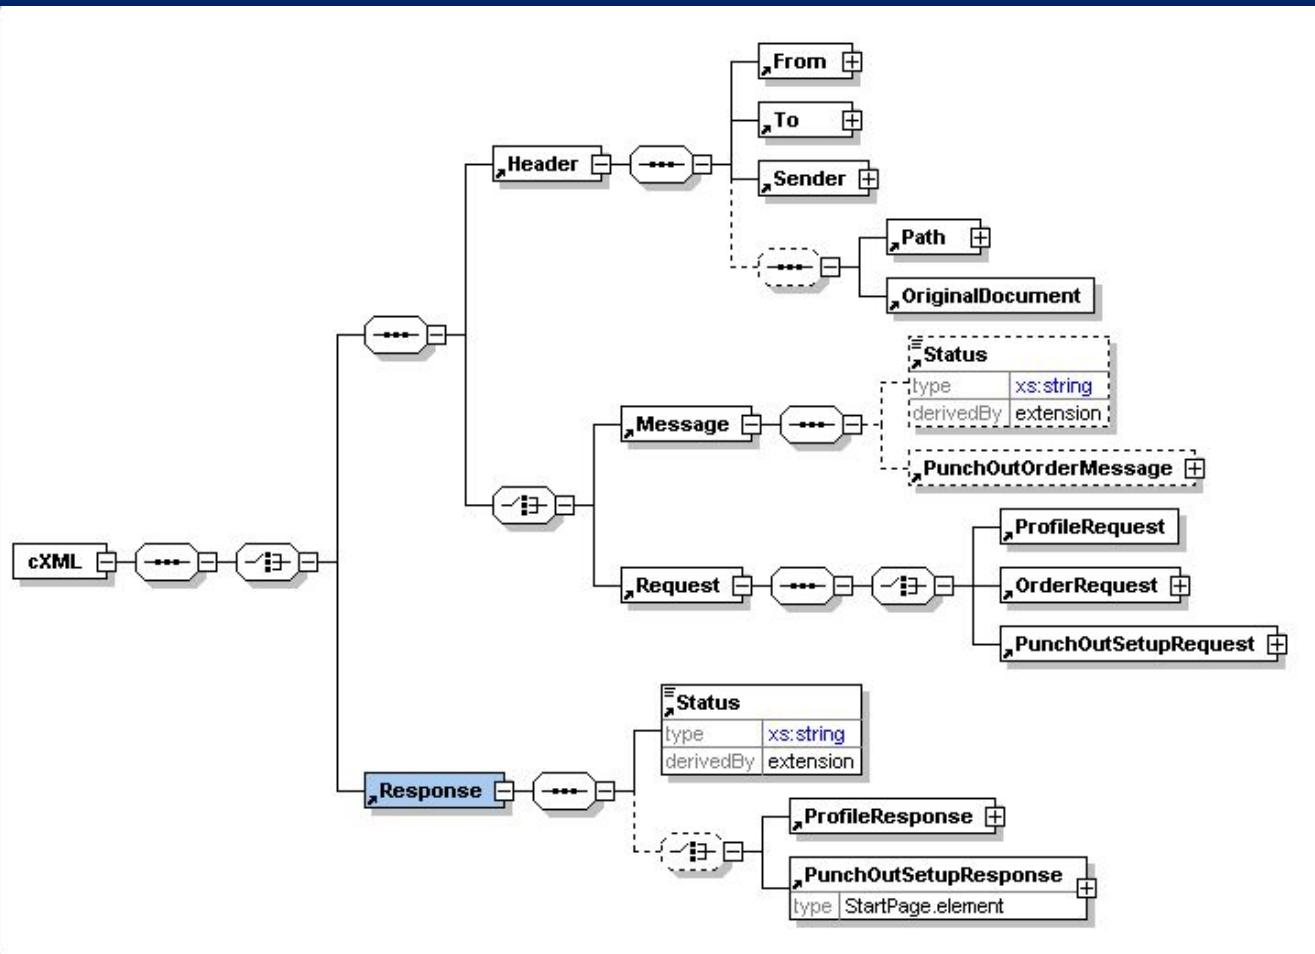 From
To
Header
Sender
Path
OriginalDocument
Status
type xs:string
derivedBy extension
Message
PunchOutOrderMessage
ProfileRequest
cXML
Request
OrderRequest
PunchOutSetupRequest
Status
type xs:string
derivedBy extension
Response
ProfileResponse
PunchOutSetupResponse
type StartPage.element